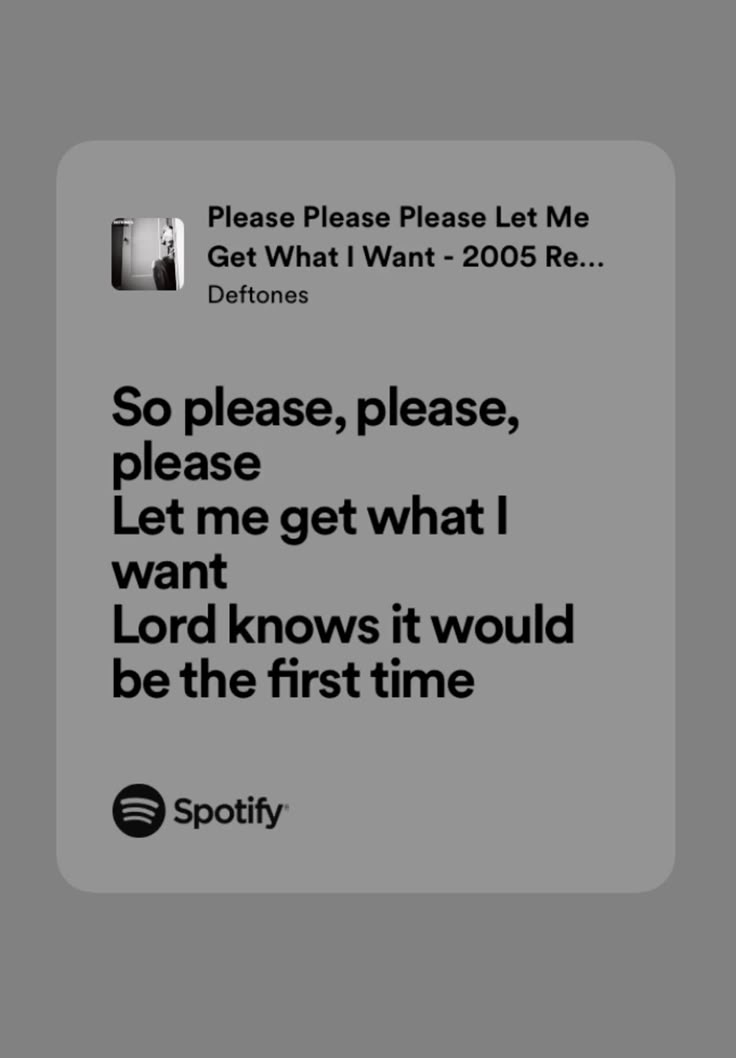 Please Please Please Let Me
Get What I Want - 2005 Re...
Deftones
So please, please,
please
Let me get what I
want
Lord knows it would
be the first time
Spotify